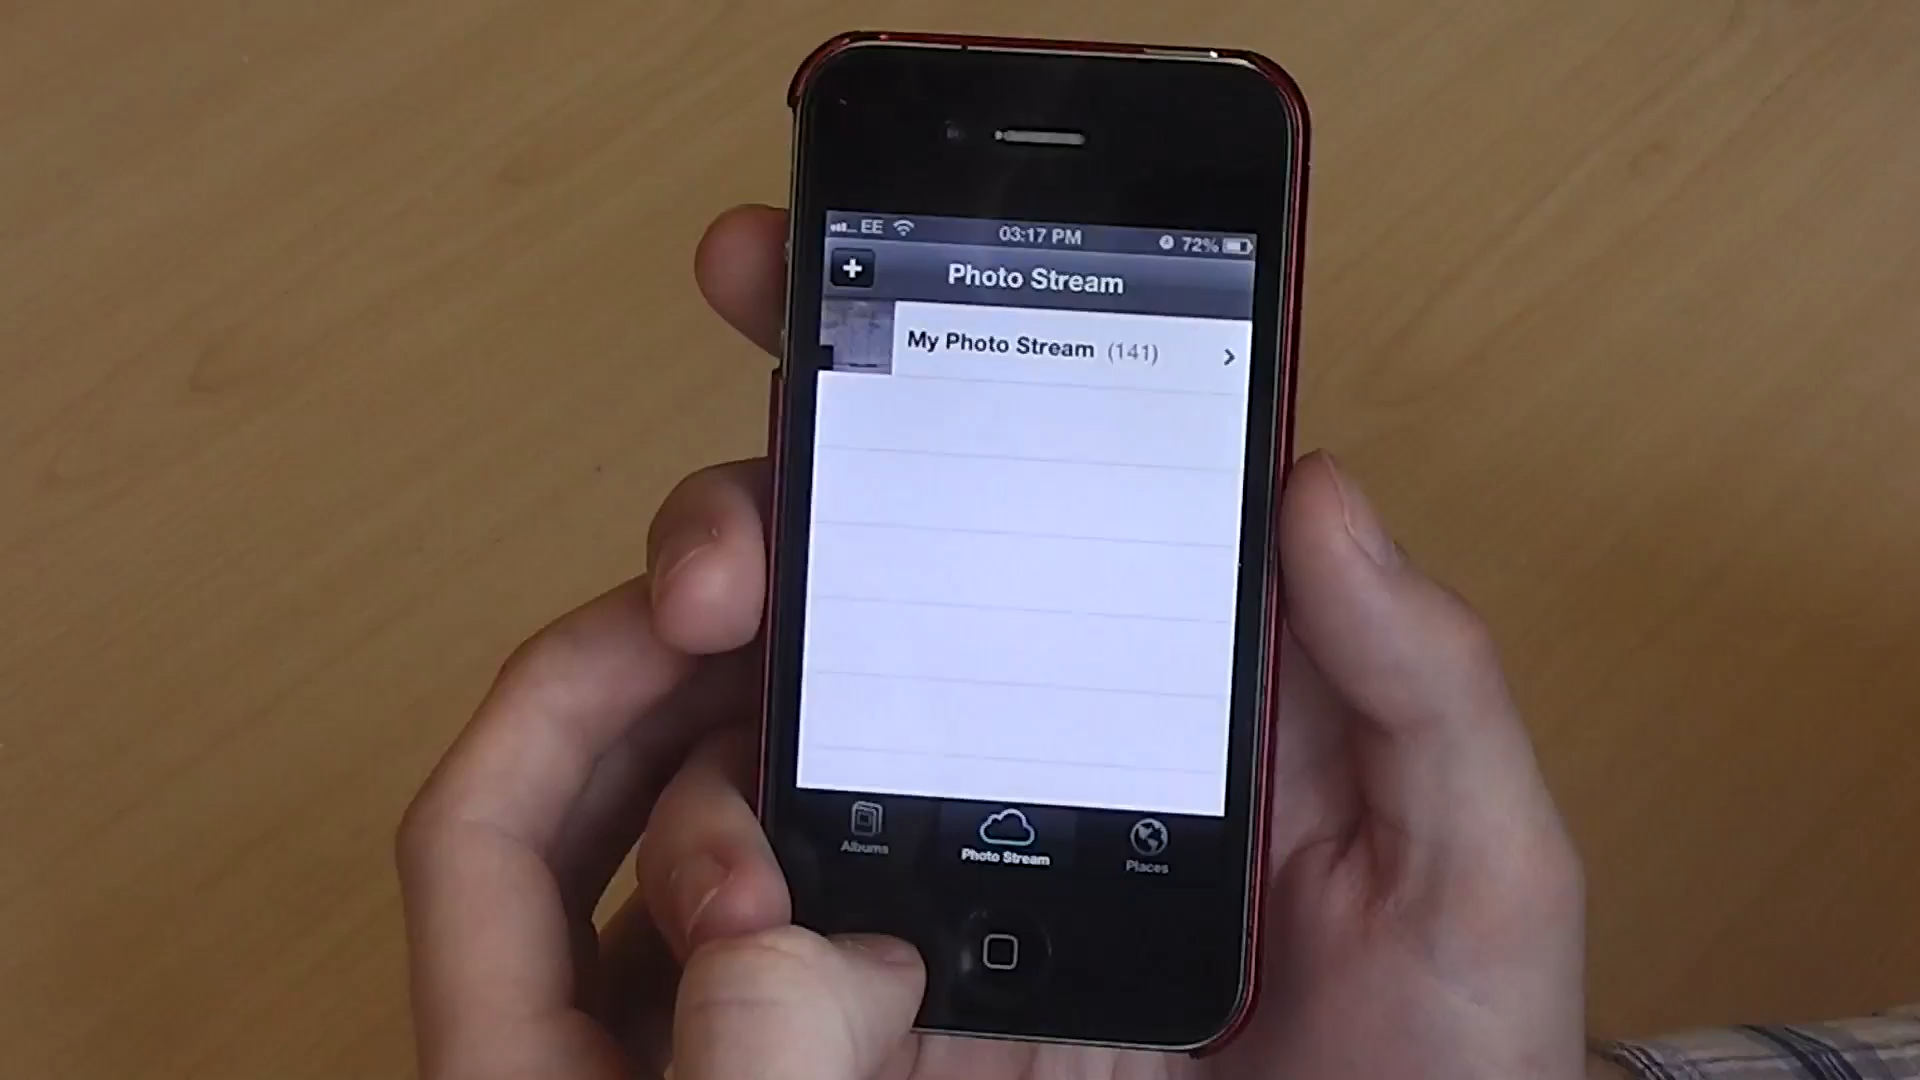 EE 03:17 PM 72%
+ Photo Stream
My Photo Stream (141)
Albums Photo Stream Places